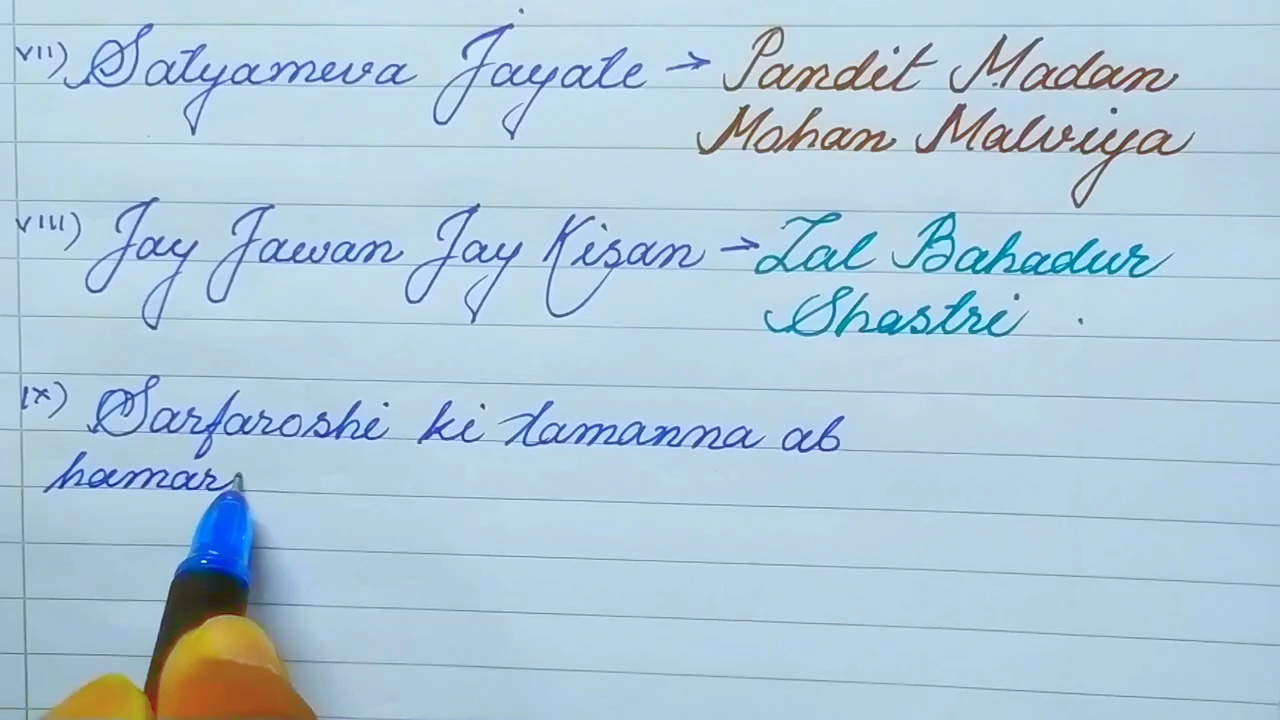 vii) Satyameva Jayate → Pandit Madan
Mohan Malviya
viii) Jay Jawan Jay Kisan → Lal Bahadur
Shastri
ix) Sarfaroshi ki tamanna ab
hamar